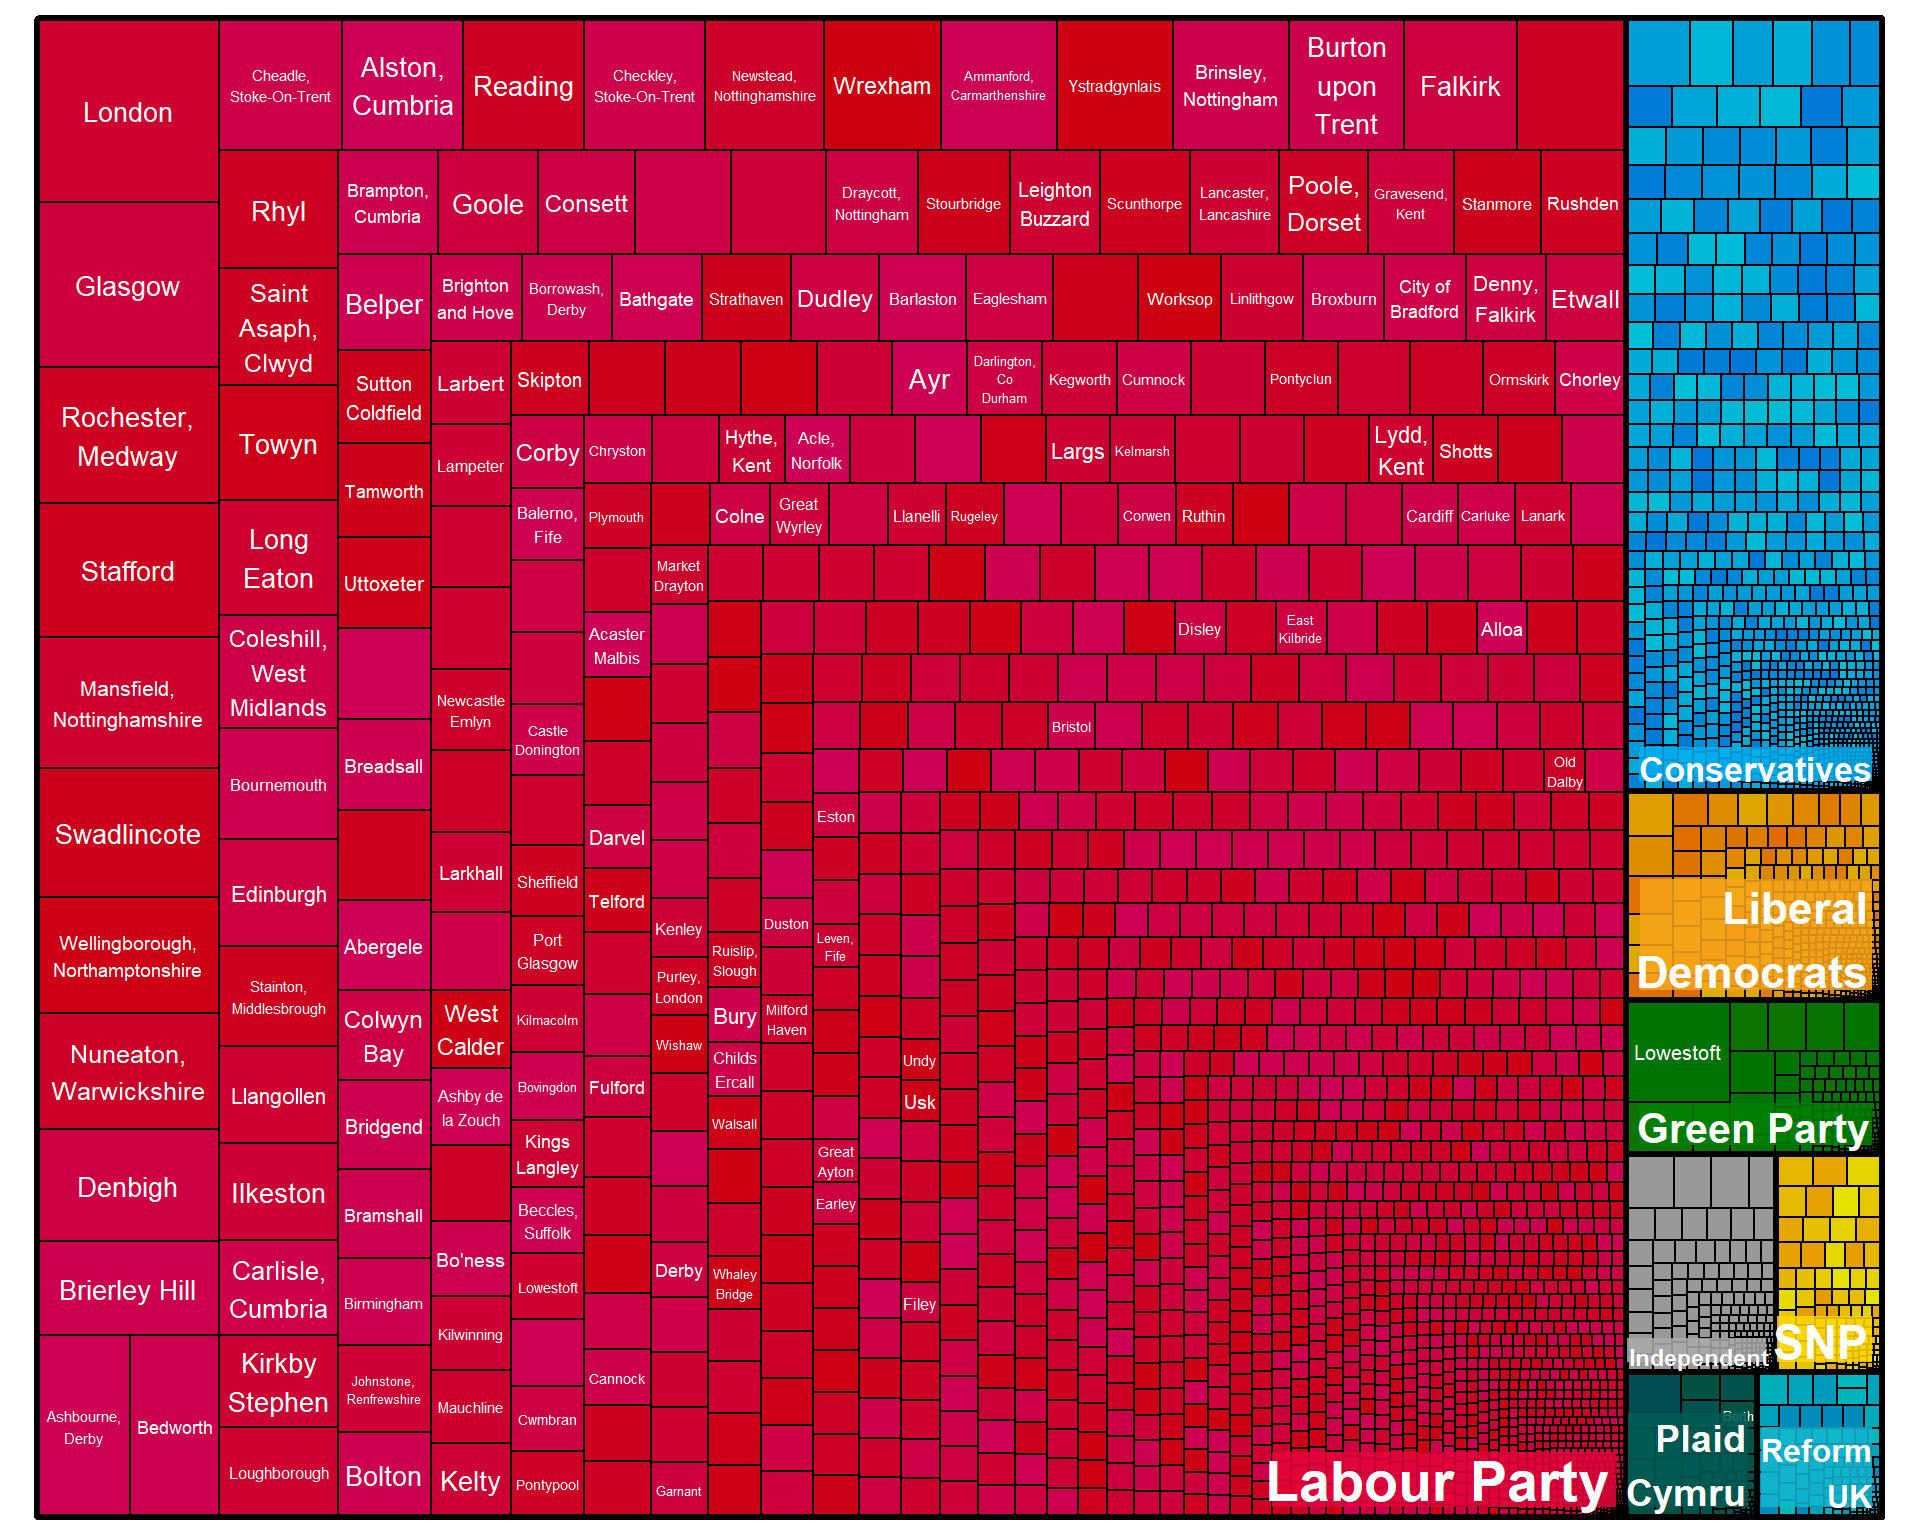 London
Glasgow
Rochester,
Medway
Stafford
Mansfield,
Nottinghamshire
Swadlincote
Wellingborough,
Northamptonshire
Nuneaton,
Warwickshire
Denbigh
Brierley Hill
Ashbourne,
Derby
Bedworth
Cheadle,
Stoke-On-Trent
Alston,
Cumbria
Reading
Checkley,
Stoke-On-Trent
Newstead,
Nottinghamshire
Wrexham
Ammanford,
Carmarthenshire
Ystradgynlais
Brinsley,
Nottingham
Burton
upon
Trent
Falkirk
Rhyl
Saint
Asaph,
Clwyd
Towyn
Long
Eaton
Coleshill,
West
Midlands
Bournemouth
Edinburgh
Stainton,
Middlesbrough
Llangollen
Ilkeston
Carlisle,
Cumbria
Kirkby
Stephen
Loughborough
Brampton,
Cumbria
Goole
Consett
Draycott,
Nottingham
Stourbridge
Leighton
Buzzard
Scunthorpe
Lancaster,
Lancashire
Poole,
Dorset
Gravesend,
Kent
Stanmore
Rushden
Belper
Sutton
Coldfield
Tamworth
Uttoxeter
Breadsall
Abergele
Colwyn
Bay
Bridgend
Bramshall
Birmingham
Johnstone,
Renfrewshire
Bolton
Brighton
and Hove
Borrowash,
Derby
Bathgate
Strathaven
Dudley
Barlaston
Eaglesham
Worksop
Linlithgow
Broxburn
City of
Bradford
Denny,
Falkirk
Etwall
Larbert
Lampeter
Newcastle
Emlyn
Larkhall
West
Calder
Ashby de
la Zouch
Bo'ness
Kilwinning
Mauchline
Kelty
Skipton
Ayr
Darlington,
Co
Durham
Kegworth
Cumnock
Pontyclun
Ormskirk
Chorley
Corby
Balerno,
Fife
Castle
Donington
Sheffield
Port
Glasgow
Kilmacolm
Bovingdon
Kings
Langley
Beccles,
Suffolk
Lowestoft
Cwmbran
Pontypool
Chryston
Hythe,
Kent
Acle,
Norfolk
Largs
Kelmarsh
Lydd,
Kent
Shotts
Plymouth
Acaster
Malbis
Darvel
Telford
Fulford
Cannock
Colne
Great
Wyrley
Llanelli
Rugeley
Corwen
Ruthin
Cardiff
Carluke
Lanark
Market
Drayton
Kenley
Purley,
London
Wishaw
Derby
Garnant
Disley
East
Kilbride
Alloa
Ruislip,
Slough
Bury
Childs
Ercall
Walsall
Whaley
Bridge
Duston
Milford
Haven
Bristol
Old
Dalby
Eston
Leven,
Fife
Great
Ayton
Earley
Undy
Usk
Filey
Labour Party
Conservatives
Liberal
Democrats
Lowestoft
Green Party
Independent
SNP
Borth
Plaid
Cymru
Reform
UK